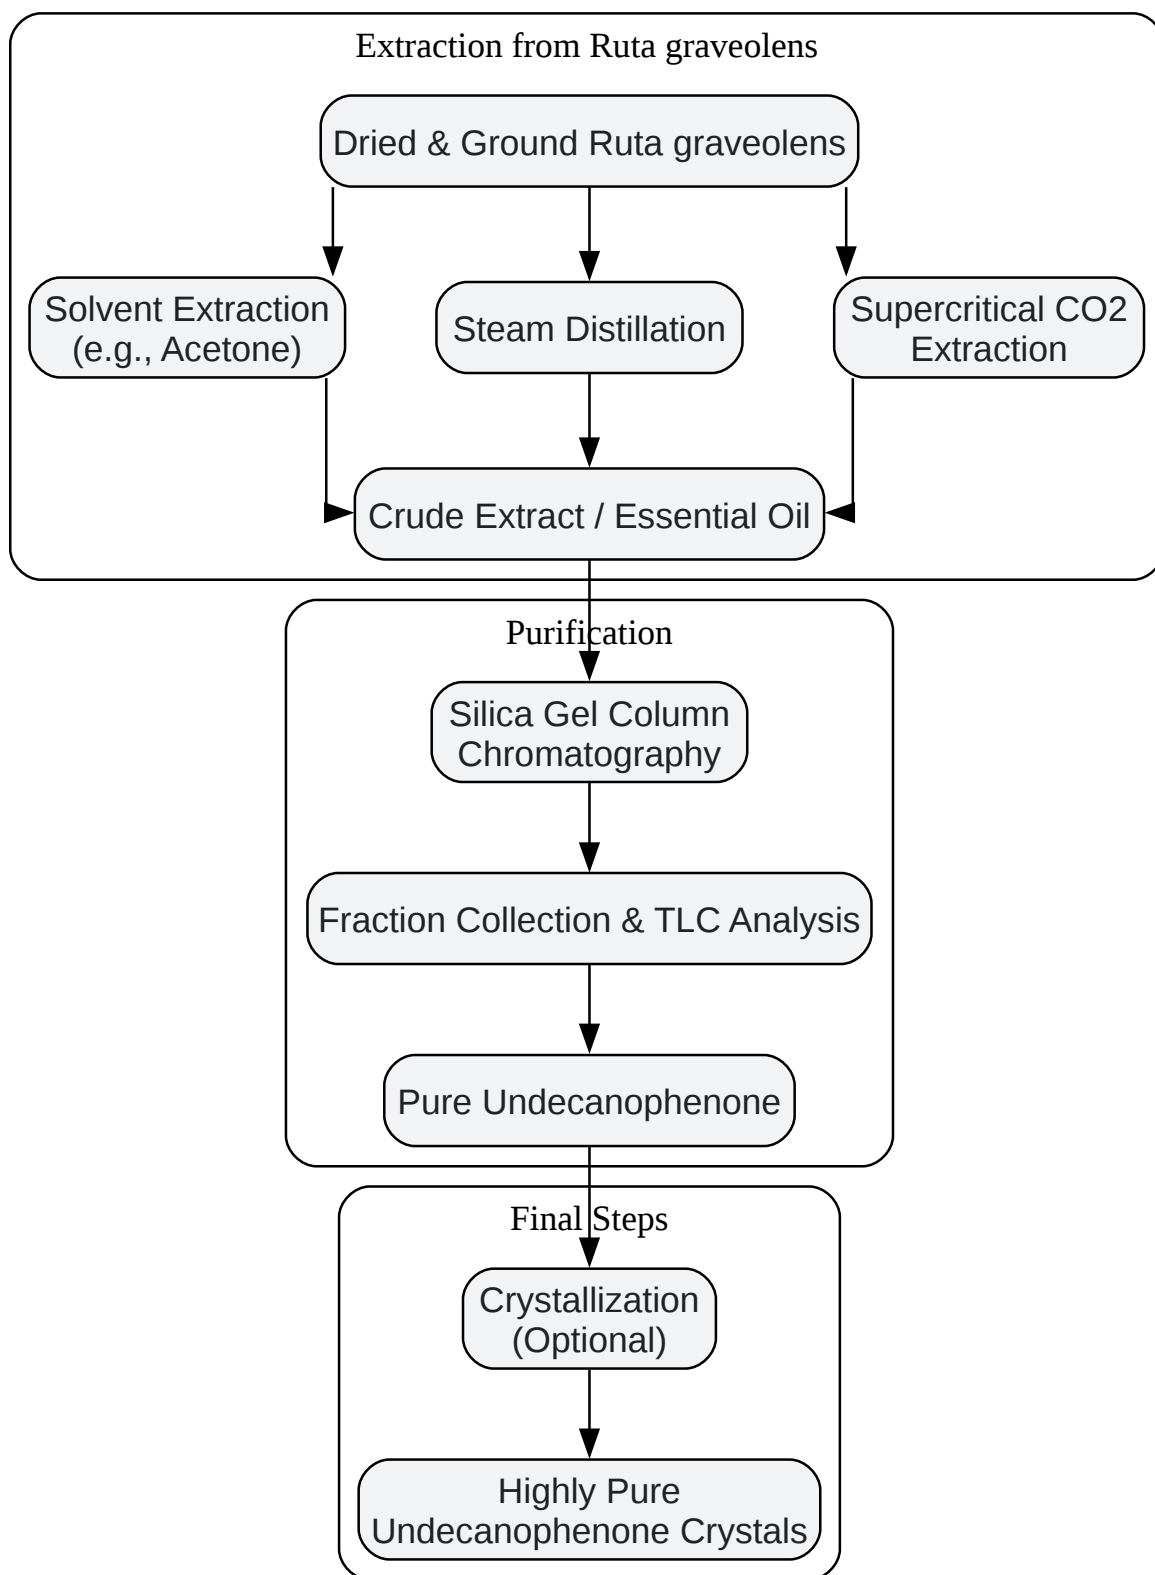 Extraction from Ruta graveolens
Dried & Ground Ruta graveolens
Solvent Extraction
(e.g., Acetone)
Steam Distillation
Supercritical CO2
Extraction
Crude Extract / Essential Oil
Purification
Silica Gel Column
Chromatography
Fraction Collection & TLC Analysis
Pure Undecanophenone
Final Steps
Crystallization
(Optional)
Highly Pure
Undecanophenone Crystals